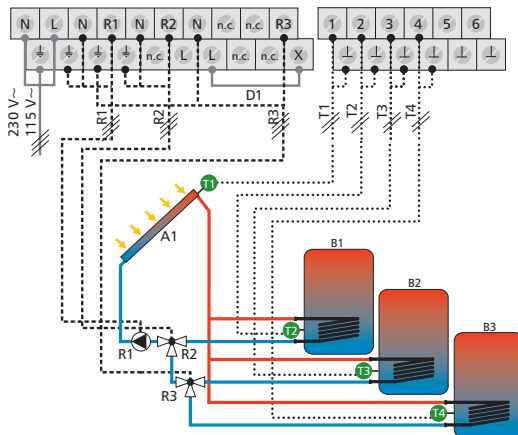 N L N R1 N R2 N n.c. n.c. R3
n.c. L L n.c. n.c. X
1 2 3 4 5 6
D1
230 V~
115 V~
R1
R2
R3
T1
T2
T3
T4
T1
A1
B1
B2
B3
T2
T3
T4
R1
R2
R3